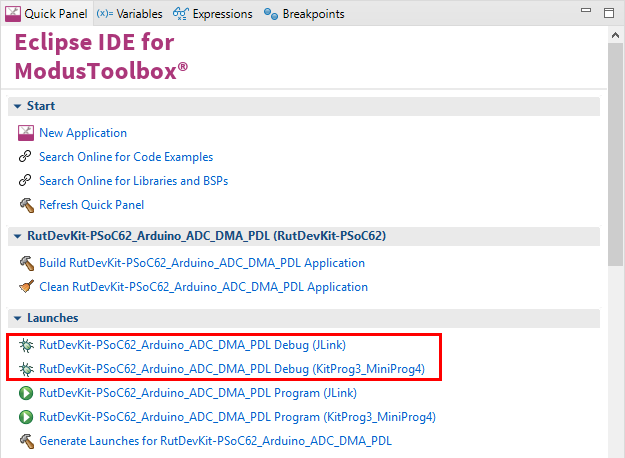 Quick Panel (x)= Variables Expressions Breakpoints
Eclipse IDE for
ModusToolbox®
Start
New Application
Search Online for Code Examples
Search Online for Libraries and BSPs
Refresh Quick Panel
RutDevKit-PSoC62_Arduino_ADC_DMA_PDL (RutDevKit-PSoC62)
Build RutDevKit-PSoC62_Arduino_ADC_DMA_PDL Application
Clean RutDevKit-PSoC62_Arduino_ADC_DMA_PDL Application
Launches
RutDevKit-PSoC62_Arduino_ADC_DMA_PDL Debug (JLink)
RutDevKit-PSoC62_Arduino_ADC_DMA_PDL Debug (KitProg3_MiniProg4)
RutDevKit-PSoC62_Arduino_ADC_DMA_PDL Program (JLink)
RutDevKit-PSoC62_Arduino_ADC_DMA_PDL Program (KitProg3_MiniProg4)
Generate Launches for RutDevKit-PSoC62_Arduino_ADC_DMA_PDL